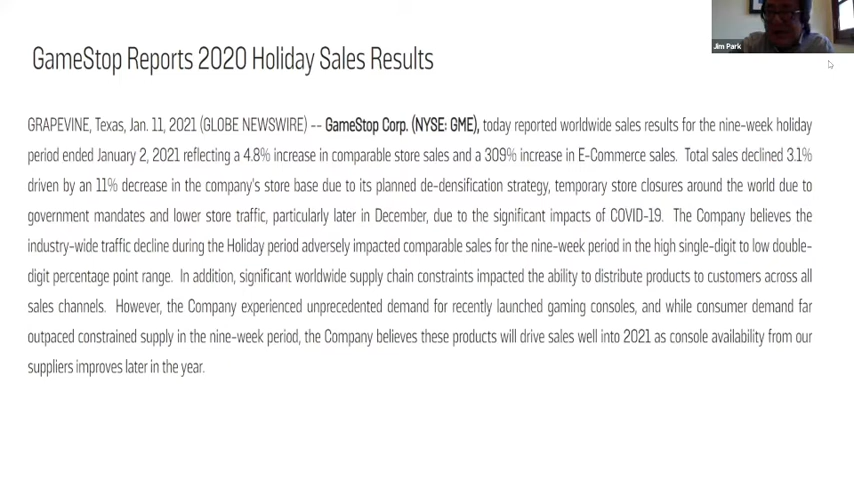 Jim Park
GameStop Reports 2020 Holiday Sales Results
GRAPEVINE, Texas, Jan. 11, 2021 (GLOBE NEWSWIRE) -- GameStop Corp. (NYSE: GME), today reported worldwide sales results for the nine-week holiday
period ended January 2, 2021 reflecting a 4.8% increase in comparable store sales and a 309% increase in E-Commerce sales. Total sales declined 3.1%
driven by an 11% decrease in the company's store base due to its planned de-densification strategy, temporary store closures around the world due to
government mandates and lower store traffic, particularly later in December, due to the significant impacts of COVID-19. The Company believes the
industry-wide traffic decline during the Holiday period adversely impacted comparable sales for the nine-week period in the high single-digit to low double-
digit percentage point range. In addition, significant worldwide supply chain constraints impacted the ability to distribute products to customers across all
sales channels. However, the Company experienced unprecedented demand for recently launched gaming consoles, and while consumer demand far
outpaced constrained supply in the nine-week period, the Company believes these products will drive sales well into 2021 as console availability from our
suppliers improves later in the year.